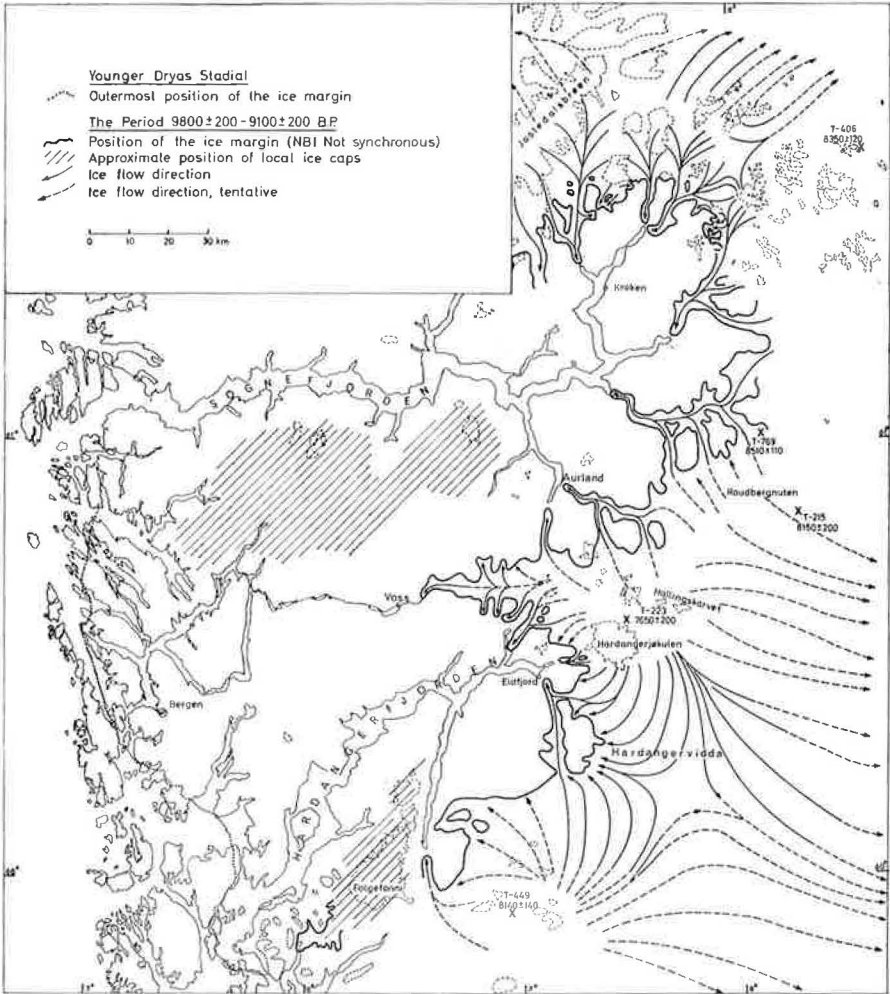 Younger Dryas Stadial
Outermost position of the ice margin
The Period 9800±200-9100±200 B.P.
Position of the ice margin (NB! Not synchronous)
Approximate position of local ice caps
Ice flow direction
Ice flow direction, tentative
0 10 20 30 km
Jostedalsbreen
T-406
8350±120
Kroken
SOGNEFJORDEN
T-769
8510±110
Aurland
Roudbergnuten
T-215
8150±200
Hallingskarvet
Voss
T-223
7650±200
Hardangerjøkulen
HARDANGERFJORDEN
Eidfjord
Bergen
Hardangervidda
Folgefonni
T-449
8140±140